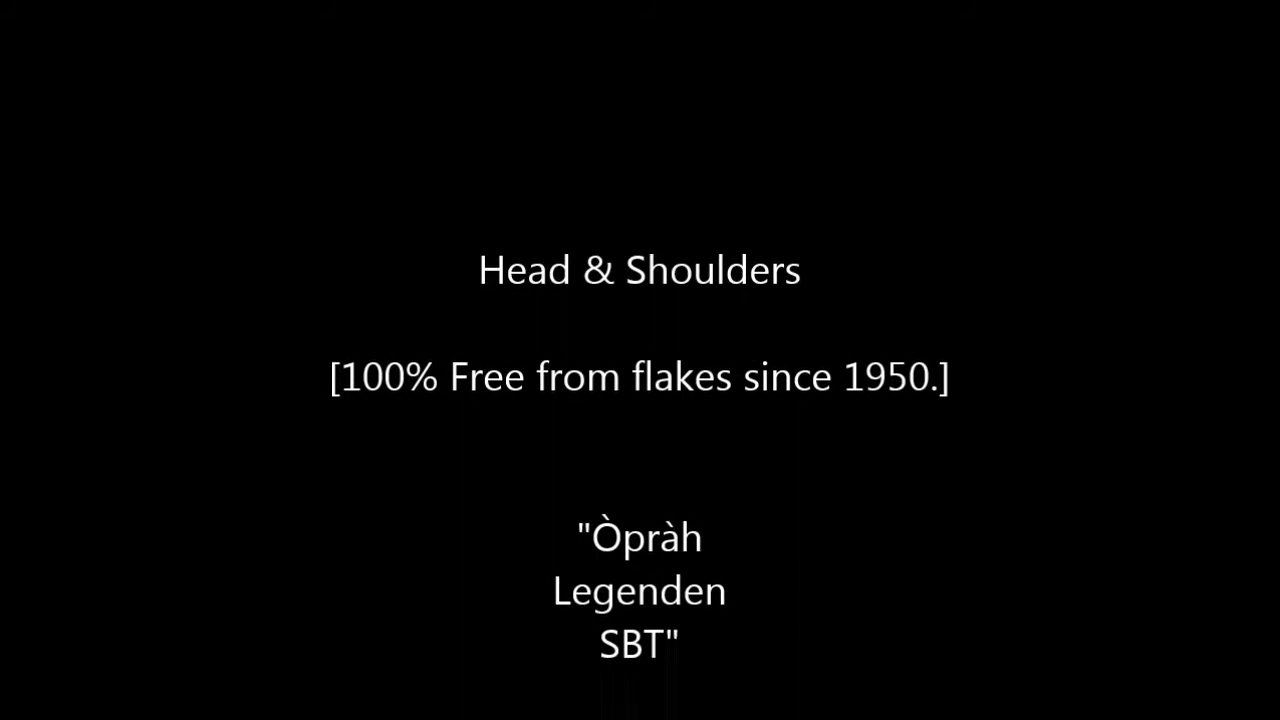 Head & Shoulders
[100% Free from flakes since 1950.]
"Òpràh
Legenden
SBT"